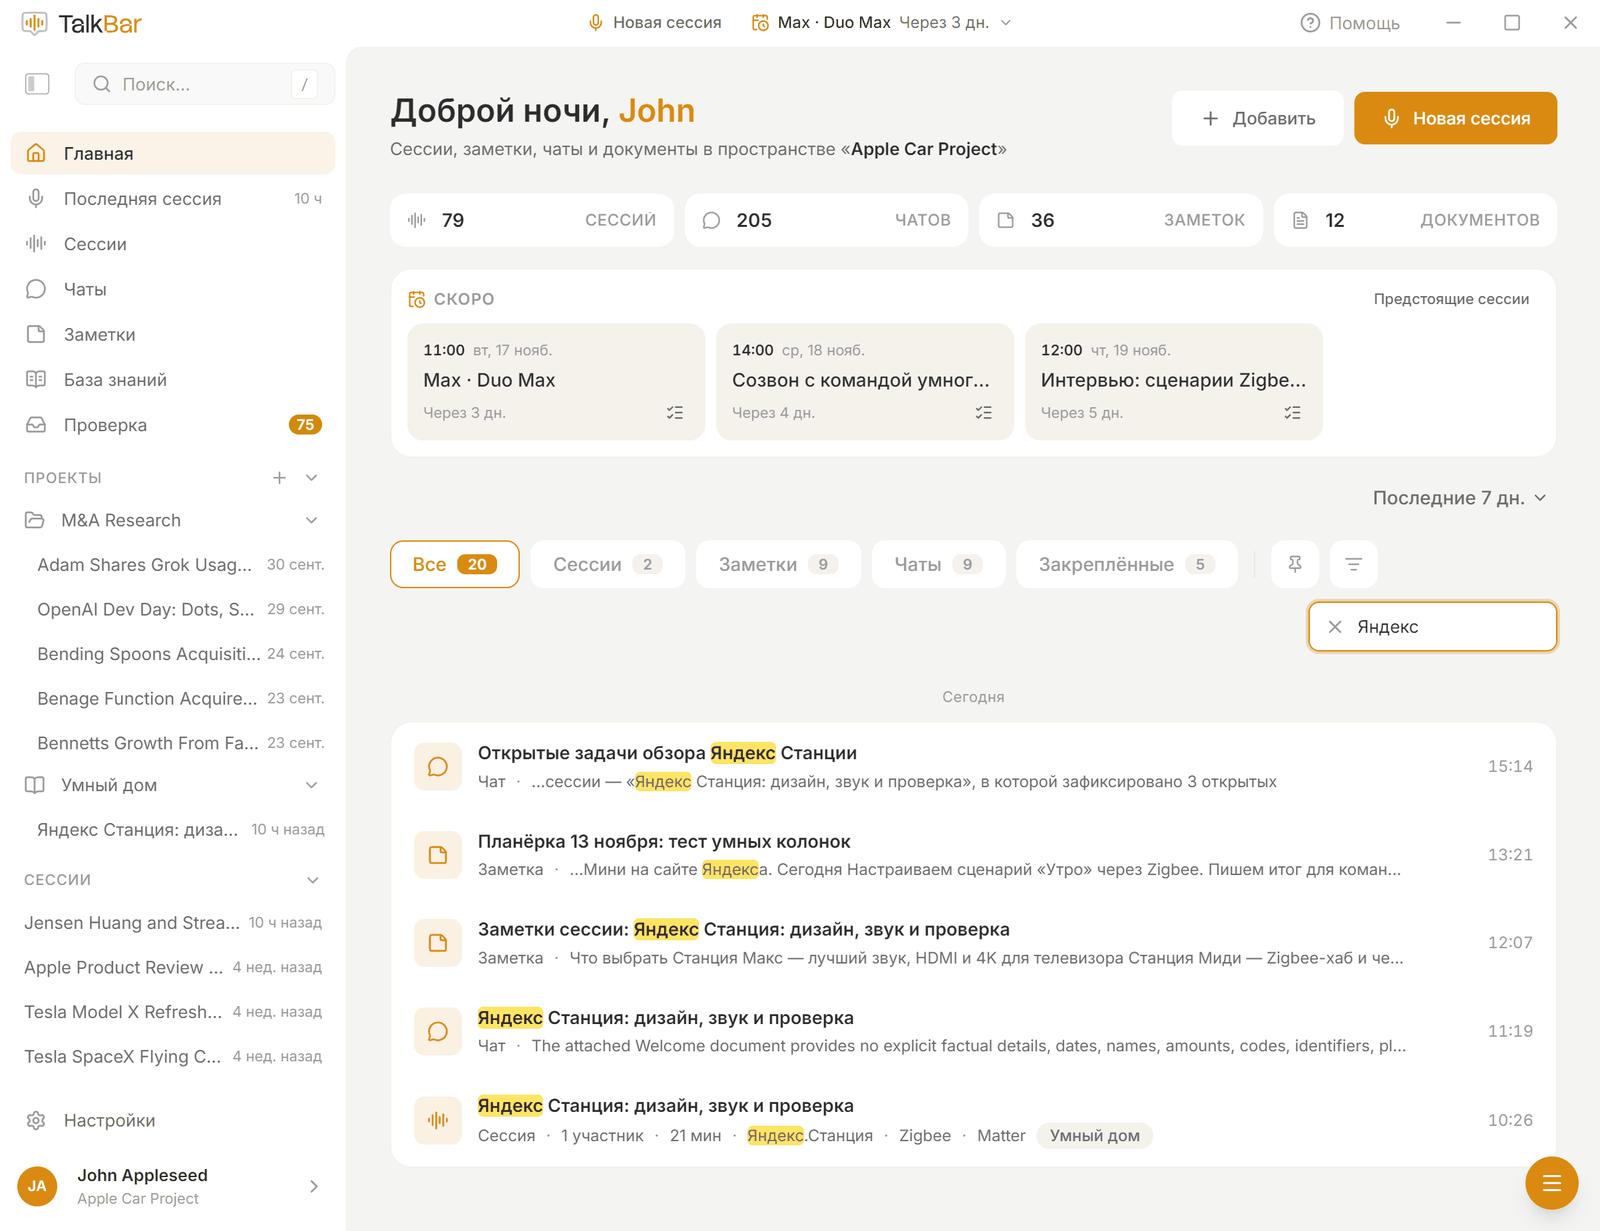 TalkBar
Новая сессия
Max · Duo Max Через 3 дн.
Помощь
Поиск... /
Главная
Последняя сессия 10 ч
Сессии
Чаты
Заметки
База знаний
Проверка 75
ПРОЕКТЫ
M&A Research
Adam Shares Grok Usag... 30 сент.
OpenAI Dev Day: Dots, S... 29 сент.
Bending Spoons Acquisiti... 24 сент.
Benage Function Acquire... 23 сент.
Bennetts Growth From Fa... 23 сент.
Умный дом
Яндекс Станция: диза... 10 ч назад
СЕССИИ
Jensen Huang and Strea... 10 ч назад
Apple Product Review ... 4 нед. назад
Tesla Model X Refresh... 4 нед. назад
Tesla SpaceX Flying C... 4 нед. назад
Настройки
JA
John Appleseed
Apple Car Project
Доброй ночи, John
Сессии, заметки, чаты и документы в пространстве «Apple Car Project»
Добавить
Новая сессия
79 СЕССИЙ
205 ЧАТОВ
36 ЗАМЕТОК
12 ДОКУМЕНТОВ
СКОРО
Предстоящие сессии
11:00 вт, 17 нояб.
Max · Duo Max
Через 3 дн.
14:00 ср, 18 нояб.
Созвон с командой умног...
Через 4 дн.
12:00 чт, 19 нояб.
Интервью: сценарии Zigbe...
Через 5 дн.
Последние 7 дн.
Все 20
Сессии 2
Заметки 9
Чаты 9
Закреплённые 5
Яндекс
Сегодня
Открытые задачи обзора Яндекс Станции
Чат · ...сессии — «Яндекс Станция: дизайн, звук и проверка», в которой зафиксировано 3 открытых
15:14
Планёрка 13 ноября: тест умных колонок
Заметка · ...Мини на сайте Яндекса. Сегодня Настраиваем сценарий «Утро» через Zigbee. Пишем итог для коман...
13:21
Заметки сессии: Яндекс Станция: дизайн, звук и проверка
Заметка · Что выбрать Станция Макс — лучший звук, HDMI и 4K для телевизора Станция Миди — Zigbee-хаб и че...
12:07
Яндекс Станция: дизайн, звук и проверка
Чат · The attached Welcome document provides no explicit factual details, dates, names, amounts, codes, identifiers, pl...
11:19
Яндекс Станция: дизайн, звук и проверка
Сессия · 1 участник · 21 мин · Яндекс.Станция · Zigbee · Matter Умный дом
10:26